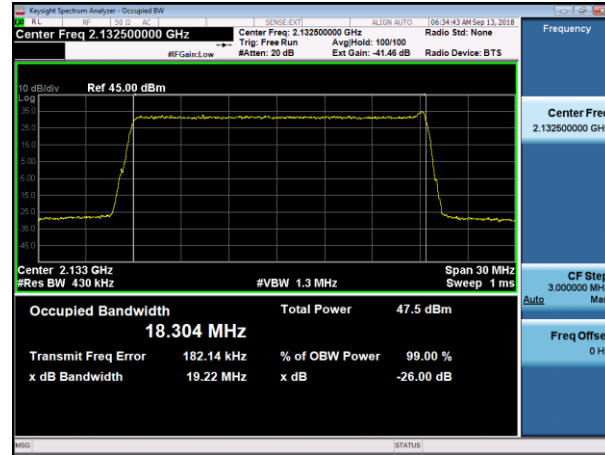 Keysight Spectrum Analyzer - Occupied BW
RL RF 50 Ω AC SENSE:EXT ALIGN AUTO 06:34:43 AM Sep 13, 2018
Center Freq 2.132500000 GHz Center Freq: 2.132500000 GHz Radio Std: None
Trig: Free Run Avg|Hold: 100/100
#IFGain:Low #Atten: 20 dB Ext Gain: -41.46 dB Radio Device: BTS
Frequency
10 dB/div Ref 45.00 dBm
Log
35.0
25.0
15.0
5.00
-5.00
-15.0
-25.0
-35.0
-45.0
Center 2.133 GHz Span 30 MHz
#Res BW 430 kHz #VBW 1.3 MHz Sweep 1 ms
Occupied Bandwidth Total Power 47.5 dBm
18.304 MHz
Transmit Freq Error 182.14 kHz % of OBW Power 99.00 %
x dB Bandwidth 19.22 MHz x dB -26.00 dB
Center Fre
2.132500000 GH
CF Step
3.000000 MH
Auto Ma
Freq Offse
0 H
MSG STATUS